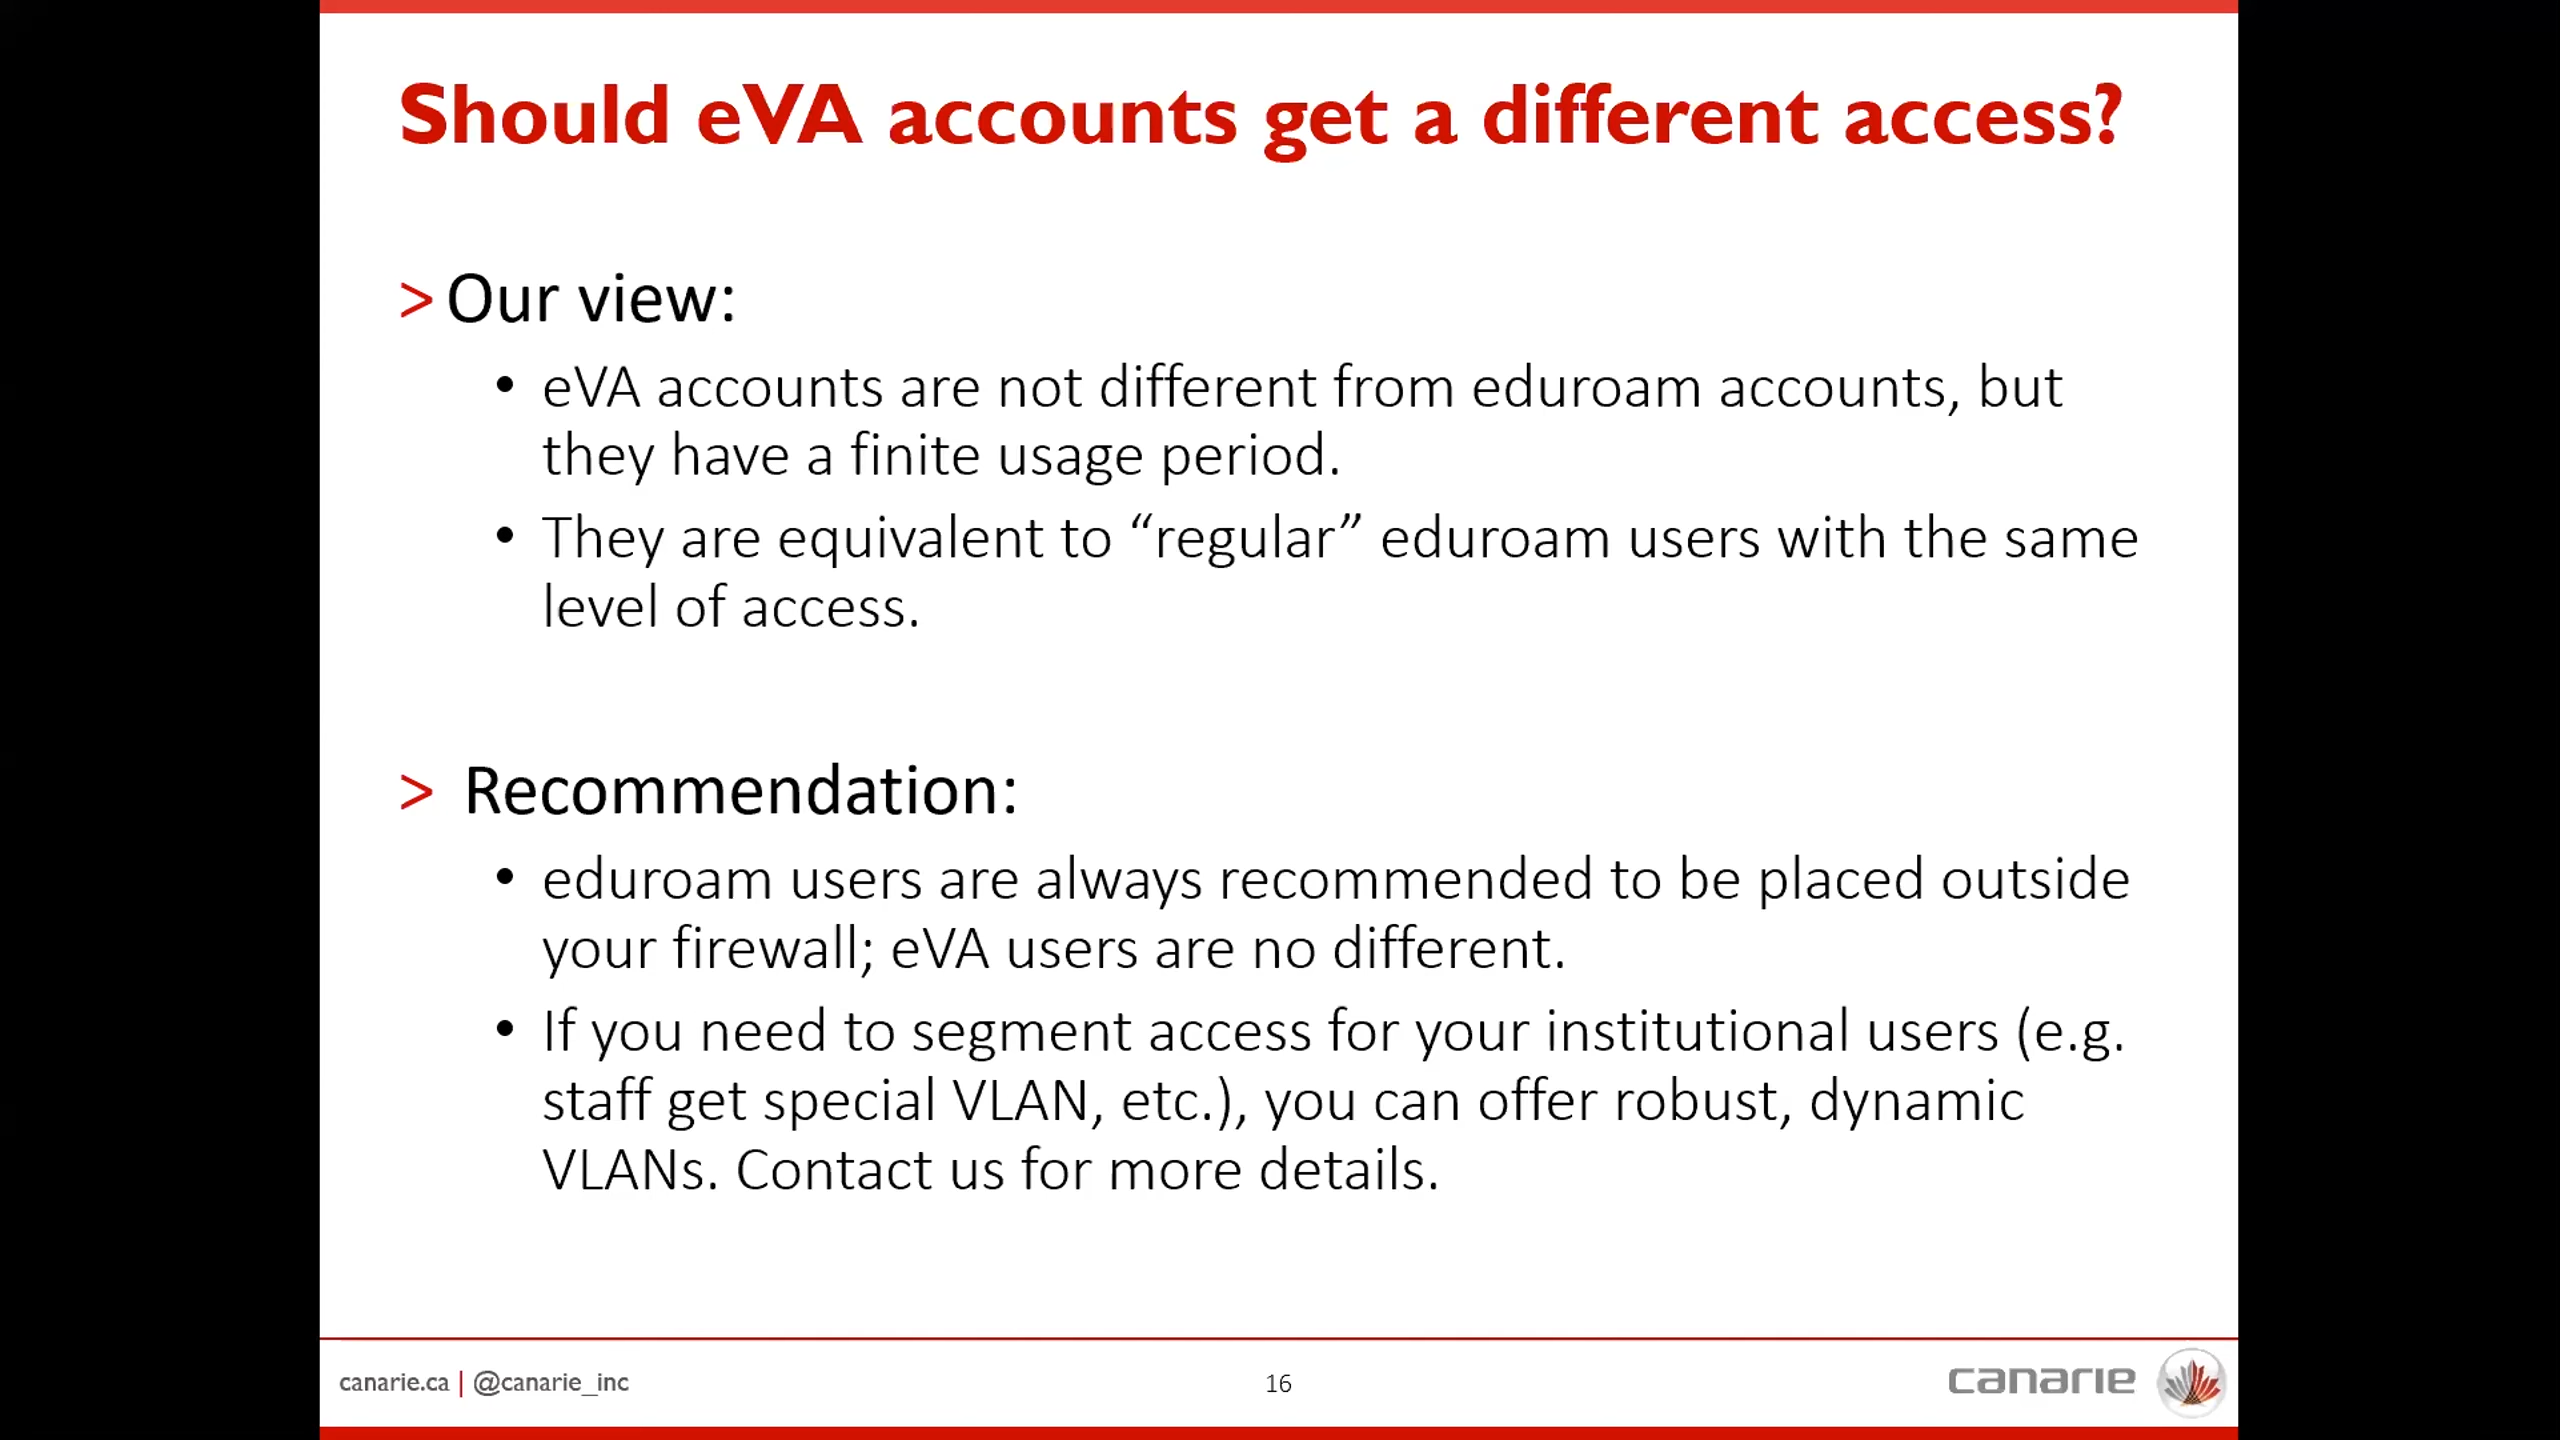 Should eVA accounts get a different access?
> Our view:
• eVA accounts are not different from eduroam accounts, but
they have a finite usage period.
• They are equivalent to “regular” eduroam users with the same
level of access.
> Recommendation:
• eduroam users are always recommended to be placed outside
your firewall; eVA users are no different.
• If you need to segment access for your institutional users (e.g.
staff get special VLAN, etc.), you can offer robust, dynamic
VLANs. Contact us for more details.
canarie.ca | @canarie_inc
16
canarie